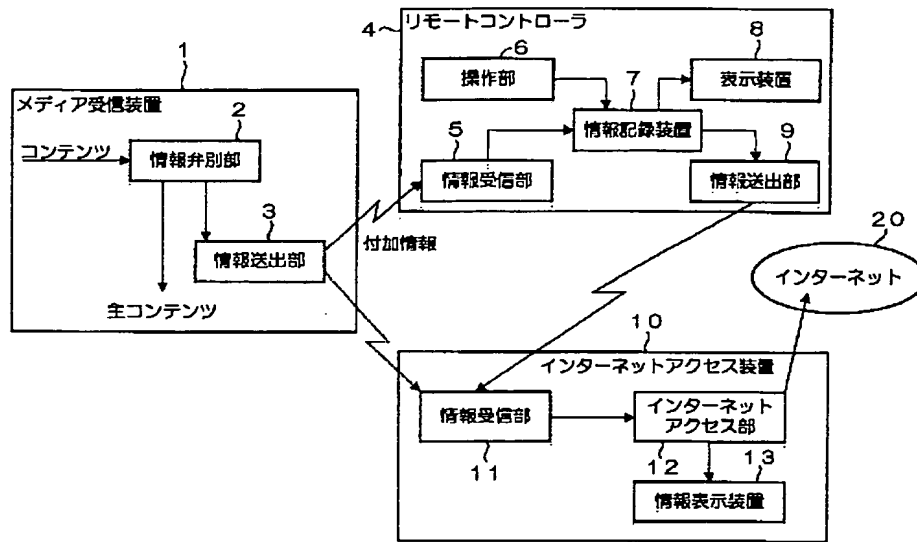 4
リモートコントローラ
6
操作部
7
情報記録装置
8
表示装置
5
情報受信部
9
情報送出部
1
メディア受信装置
2
コンテンツ
情報弁別部
3
情報送出部
主コンテンツ
付加情報
20
インターネット
10
インターネットアクセス装置
情報受信部
11
インターネット
アクセス部
12
13
情報表示装置